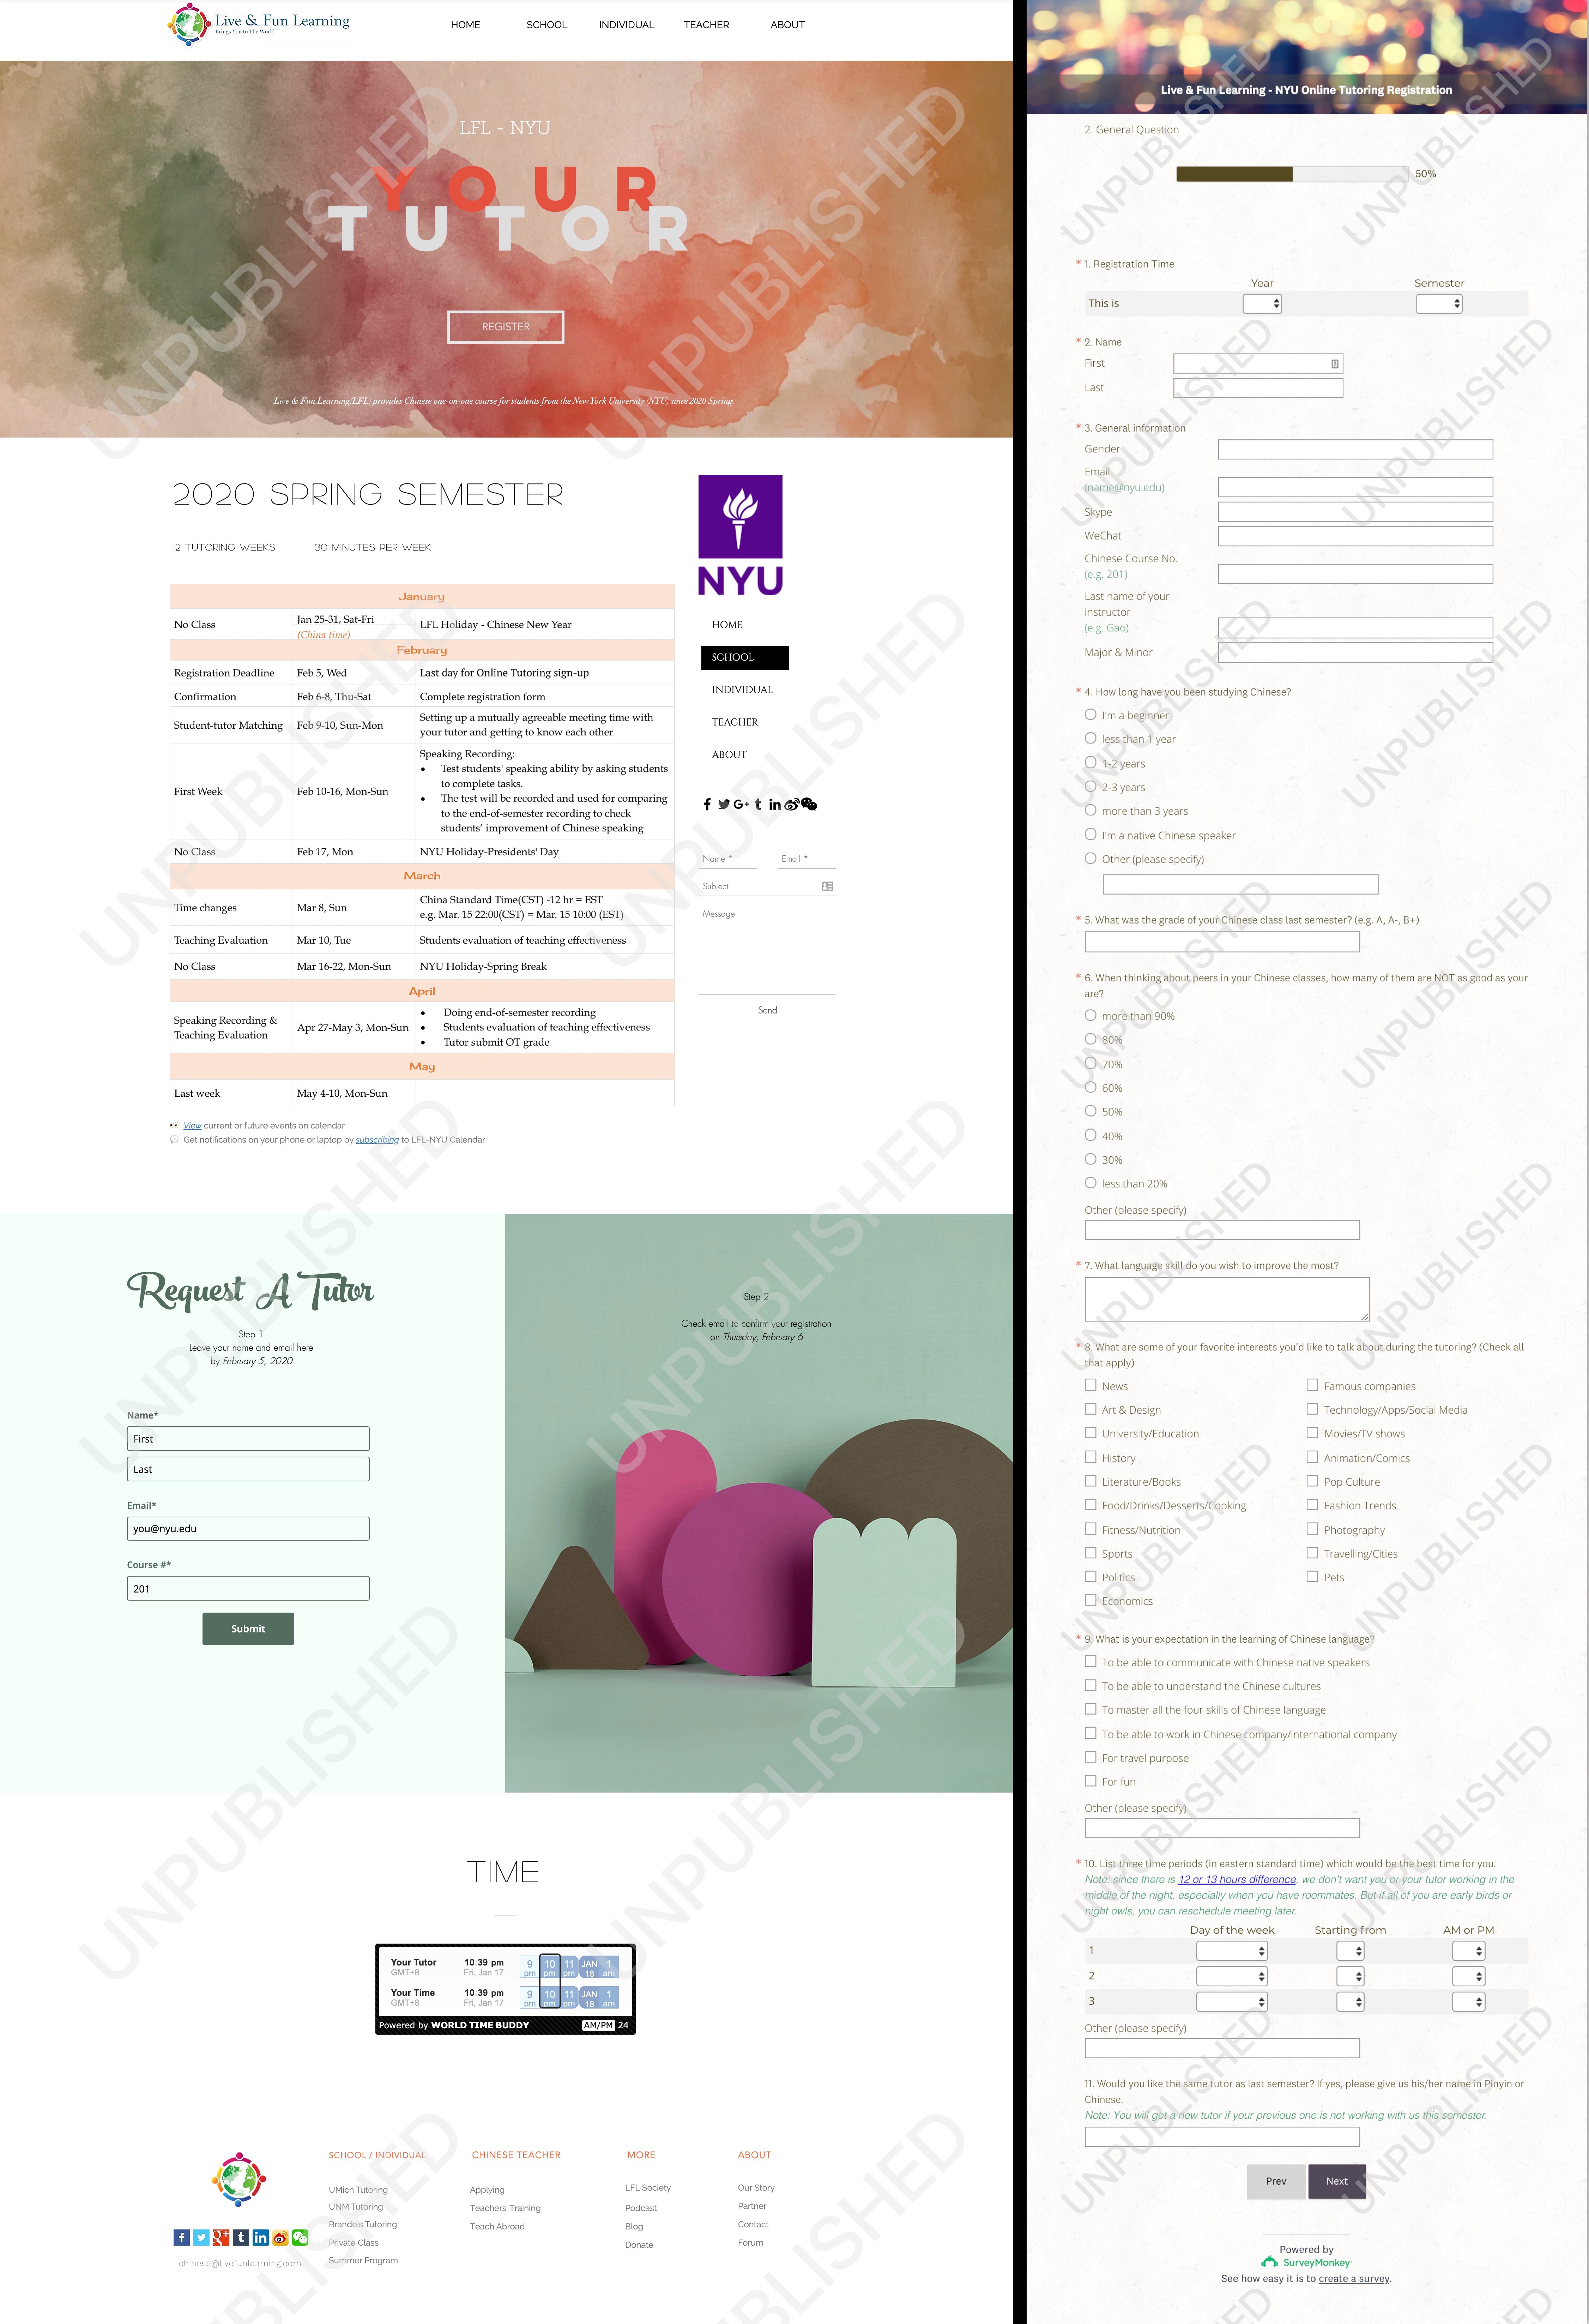 Live & Fun Learning
Brings You to The World
HOME
SCHOOL
INDIVIDUAL
TEACHER
ABOUT
LFL - NYU
YOUR
TUTOR
REGISTER
Live & Fun Learning(LFL) provides Chinese one-on-one course for students from the New York University (NYU) since 2020 Spring.
2020 SPRING SEMESTER
12 TUTORING WEEKS
30 MINUTES PER WEEK
January
No Class
Jan 25-31, Sat-Fri
(China time)
LFL Holiday - Chinese New Year
February
Registration Deadline
Feb 5, Wed
Last day for Online Tutoring sign-up
Confirmation
Feb 6-8, Thu-Sat
Complete registration form
Student-tutor Matching
Feb 9-10, Sun-Mon
Setting up a mutually agreeable meeting time with
your tutor and getting to know each other
First Week
Feb 10-16, Mon-Sun
Speaking Recording:
• Test students' speaking ability by asking students
to complete tasks.
• The test will be recorded and used for comparing
to the end-of-semester recording to check
students' improvement of Chinese speaking
No Class
Feb 17, Mon
NYU Holiday-Presidents' Day
March
Time changes
Mar 8, Sun
China Standard Time(CST) -12 hr = EST
e.g. Mar. 15 22:00(CST) = Mar. 15 10:00 (EST)
Teaching Evaluation
Mar 10, Tue
Students evaluation of teaching effectiveness
No Class
Mar 16-22, Mon-Sun
NYU Holiday-Spring Break
April
Speaking Recording &
Teaching Evaluation
Apr 27-May 3, Mon-Sun
• Doing end-of-semester recording
• Students evaluation of teaching effectiveness
• Tutor submit OT grade
May
Last week
May 4-10, Mon-Sun
View current or future events on calendar
Get notifications on your phone or laptop by subscribing to LFL-NYU Calendar
NYU
HOME
SCHOOL
INDIVIDUAL
TEACHER
ABOUT
Name *
Email *
Subject
Message
Send
Request A Tutor
Step 1
Leave your name and email here
by February 5, 2020
Name*
First
Last
Email*
you@nyu.edu
Course #*
201
Submit
Step 2
Check email to confirm your registration
on Thursday, February 6
TIME
Your Tutor
GMT+8
10:39 pm
Fri, Jan 17
9 pm 10 pm 11 pm JAN 18 1 am
Your Time
GMT+8
10:39 pm
Fri, Jan 17
9 pm 10 pm 11 pm JAN 18 1 am
Powered by WORLD TIME BUDDY
AM/PM 24
chinese@livefunlearning.com
SCHOOL / INDIVIDUAL
UMich Tutoring
UNM Tutoring
Brandeis Tutoring
Private Class
Summer Program
CHINESE TEACHER
Applying
Teachers' Training
Teach Abroad
MORE
LFL Society
Podcast
Blog
Donate
ABOUT
Our Story
Partner
Contact
Forum
Live & Fun Learning - NYU Online Tutoring Registration
2. General Question
50%
* 1. Registration Time
Year
Semester
This is
* 2. Name
First
Last
* 3. General information
Gender
Email
(name@nyu.edu)
Skype
WeChat
Chinese Course No.
(e.g. 201)
Last name of your
instructor
(e.g. Gao)
Major & Minor
* 4. How long have you been studying Chinese?
I'm a beginner
less than 1 year
1-2 years
2-3 years
more than 3 years
I'm a native Chinese speaker
Other (please specify)
* 5. What was the grade of your Chinese class last semester? (e.g. A, A-, B+)
* 6. When thinking about peers in your Chinese classes, how many of them are NOT as good as your
are?
more than 90%
80%
70%
60%
50%
40%
30%
less than 20%
Other (please specify)
* 7. What language skill do you wish to improve the most?
* 8. What are some of your favorite interests you'd like to talk about during the tutoring? (Check all
that apply)
News
Famous companies
Art & Design
Technology/Apps/Social Media
University/Education
Movies/TV shows
History
Animation/Comics
Literature/Books
Pop Culture
Food/Drinks/Desserts/Cooking
Fashion Trends
Fitness/Nutrition
Photography
Sports
Travelling/Cities
Politics
Pets
Economics
* 9. What is your expectation in the learning of Chinese language?
To be able to communicate with Chinese native speakers
To be able to understand the Chinese cultures
To master all the four skills of Chinese language
To be able to work in Chinese company/international company
For travel purpose
For fun
Other (please specify)
* 10. List three time periods (in eastern standard time) which would be the best time for you.
Note: since there is 12 or 13 hours difference, we don't want you or your tutor working in the
middle of the night, especially when you have roommates. But if all of you are early birds or
night owls, you can reschedule meeting later.
Day of the week
Starting from
AM or PM
1
2
3
Other (please specify)
11. Would you like the same tutor as last semester? If yes, please give us his/her name in Pinyin or
Chinese.
Note: You will get a new tutor if your previous one is not working with us this semester.
Prev
Next
Powered by
SurveyMonkey
See how easy it is to create a survey.
UNPUBLISHED